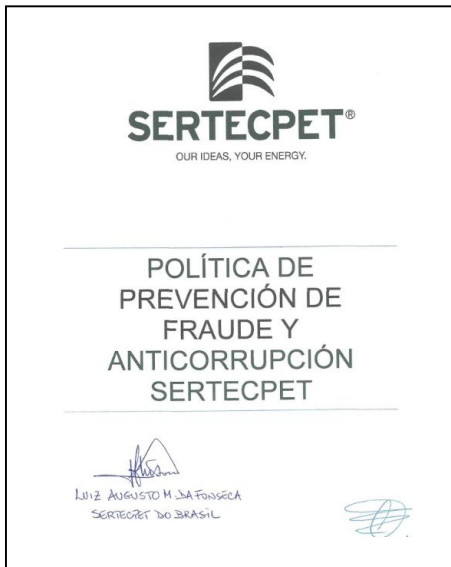 SERTECPET®
OUR IDEAS, YOUR ENERGY.
POLÍTICA DE
PREVENCIÓN DE
FRAUDE Y
ANTICORRUPCIÓN
SERTECPET
LUIZ AUGUSTO M. DA FONSECA
SERTECPET DO BRASIL